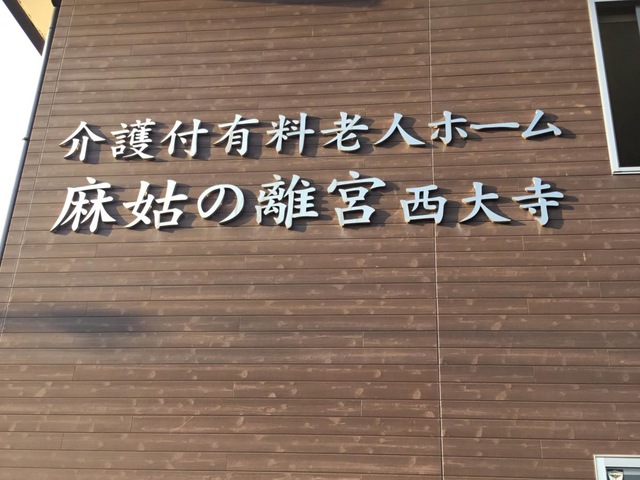 介護付有料老人ホーム
麻姑の離宮 西大寺